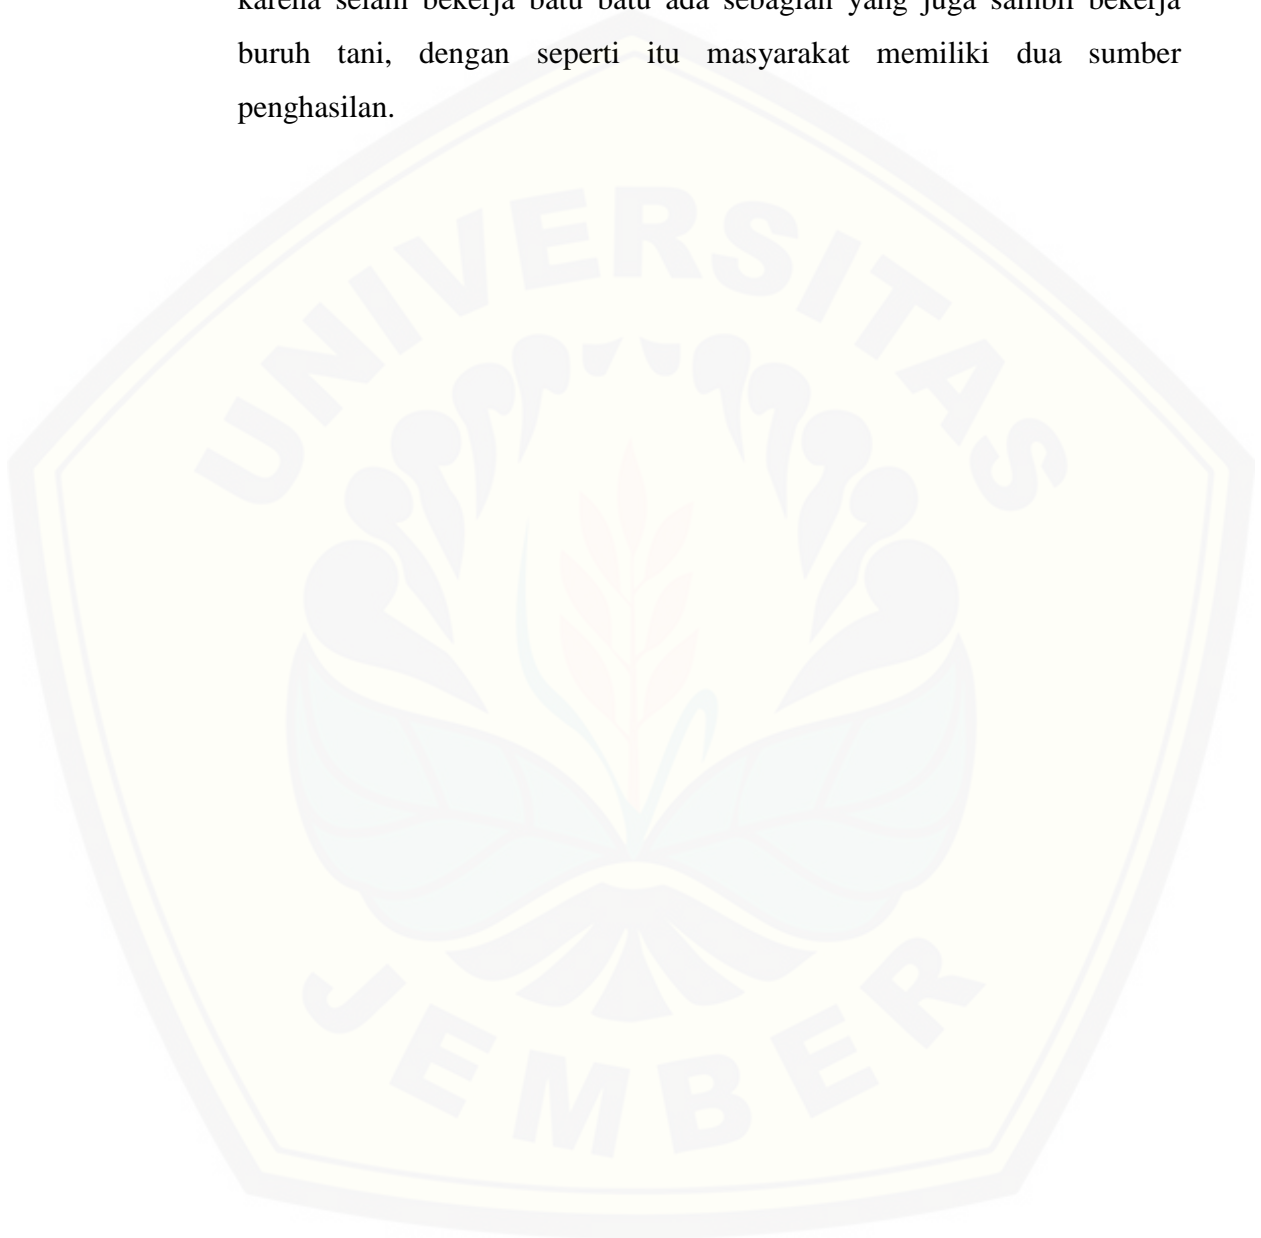 karena selain bekerja batu batu ada sebagian yang juga sambil bekerja
buruh tani, dengan seperti itu masyarakat memiliki dua sumber
penghasilan.
UNIVERSITAS
JEMBER